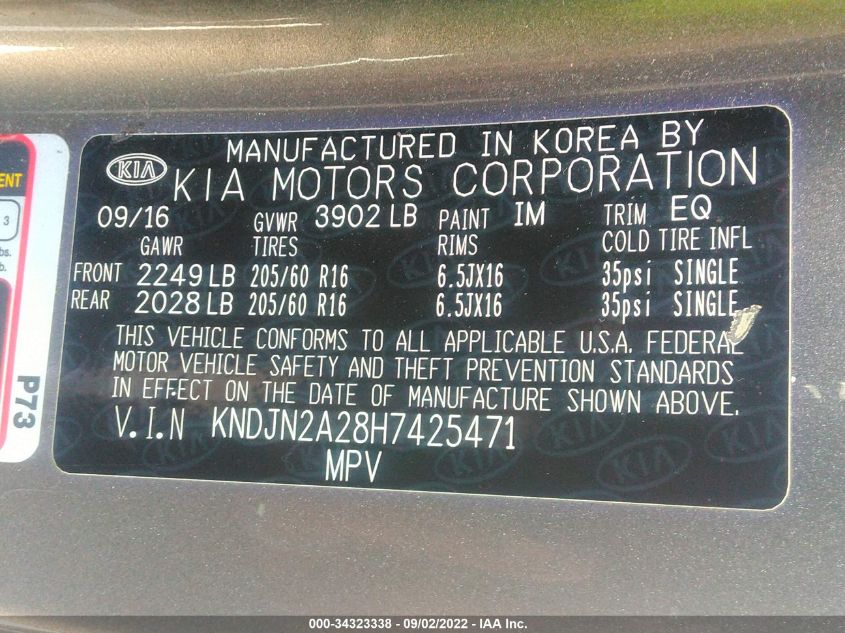 MANUFACTURED IN KOREA BY
KIA KIA MOTORS CORPORATION
09/16 GVWR 3902 LB PAINT IM TRIM EQ
GAWR TIRES RIMS COLD TIRE INFL
FRONT 2249 LB 205/60 R16 6.5JX16 35psi SINGLE
REAR 2028 LB 205/60 R16 6.5JX16 35psi SINGLE
THIS VEHICLE CONFORMS TO ALL APPLICABLE U.S.A. FEDERAL
MOTOR VEHICLE SAFETY AND THEFT PREVENTION STANDARDS
IN EFFECT ON THE DATE OF MANUFACTURE SHOWN ABOVE.
V.I.N KNDJN2A28H7425471
MPV
3
P73
000-34323338 - 09/02/2022 - IAA Inc.